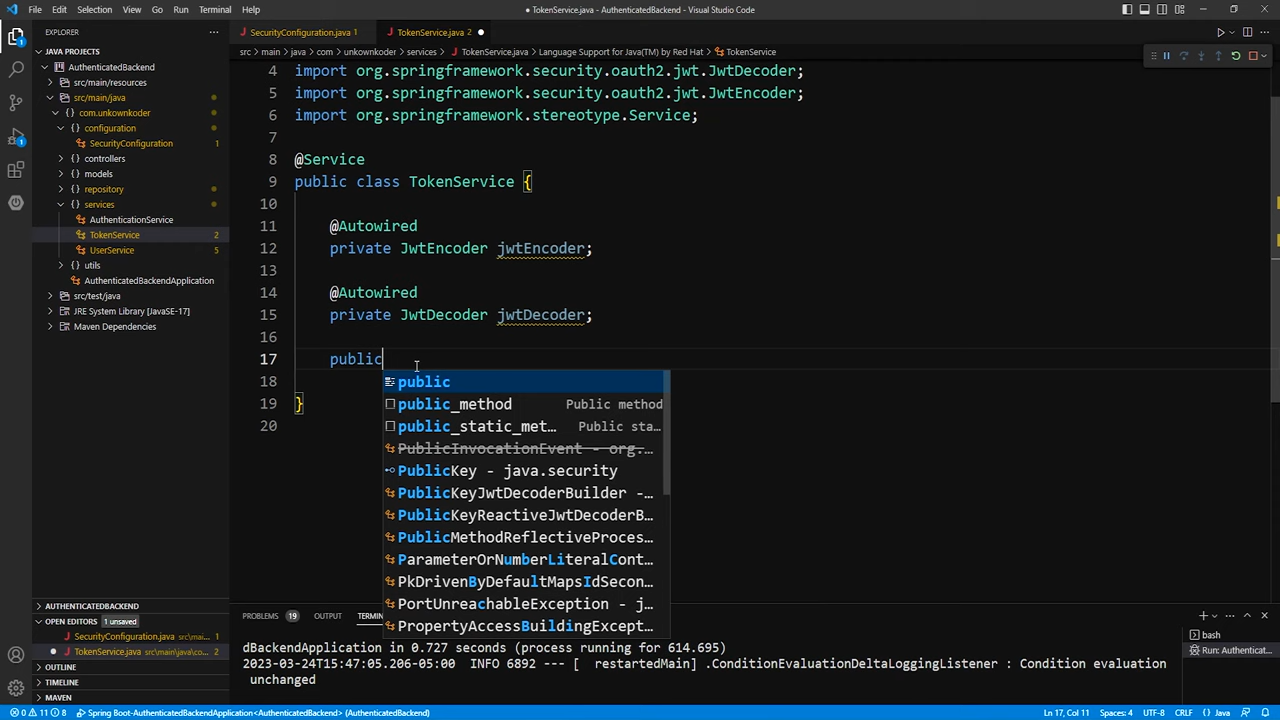 File Edit Selection View Go Run Terminal Help
● TokenService.java - AuthenticatedBackend - Visual Studio Code
EXPLORER ...
JAVA PROJECTS
AuthenticatedBackend
src/main/resources
src/main/java
com.unkownkoder
{} configuration
SecurityConfiguration 1
{} controllers
{} models
{} repository
{} services
AuthenticationService
TokenService 2
UserService 5
{} utils
AuthenticatedBackendApplication
src/test/java
JRE System Library [JavaSE-17]
Maven Dependencies
AUTHENTICATEDBACKEND
OPEN EDITORS 1 unsaved
SecurityConfiguration.java src\mai... 1
● TokenService.java src\main\java\co... 2
OUTLINE
TIMELINE
MAVEN
SecurityConfiguration.java 1
TokenService.java 2 ●
src > main > java > com > unkownkoder > services > TokenService.java > Language Support for Java(TM) by Red Hat > TokenService
4 import org.springframework.security.oauth2.jwt.JwtDecoder;
5 import org.springframework.security.oauth2.jwt.JwtEncoder;
6 import org.springframework.stereotype.Service;
7
8 @Service
9 public class TokenService {
10
11 @Autowired
12 private JwtEncoder jwtEncoder;
13
14 @Autowired
15 private JwtDecoder jwtDecoder;
16
17 public
18
19 }
20
public
public_method Public method
public_static_met... Public sta...
PublicInvocationEvent - org....
PublicKey - java.security
PublicKeyJwtDecoderBuilder -...
PublicKeyReactiveJwtDecoderB...
PublicMethodReflectiveProces...
ParameterOrNumberLiteralCont...
PkDrivenByDefaultMapsIdSecon...
PortUnreachableException - j...
PropertyAccessBuildingExcept...
PROBLEMS 19 OUTPUT TERMIN
dBackendApplication in 0.727 seconds (process running for 614.695)
2023-03-24T15:47:05.206-05:00 INFO 6892 --- [ restartedMain] .ConditionEvaluationDeltaLoggingListener : Condition evaluation
unchanged
bash
Run: Authenticat...
0 11 8 Spring Boot-AuthenticatedBackendApplication<AuthenticatedBackend> (AuthenticatedBackend)
Ln 17, Col 11 Spaces: 4 UTF-8 CRLF {} Java